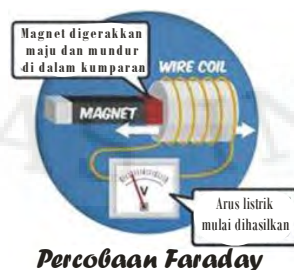 Magnet digerakkan
maju dan mundur
di dalam kumparan
WIRE COIL
MAGNET
V
Arus listrik
mulai dihasilkan
Percobaan Faraday